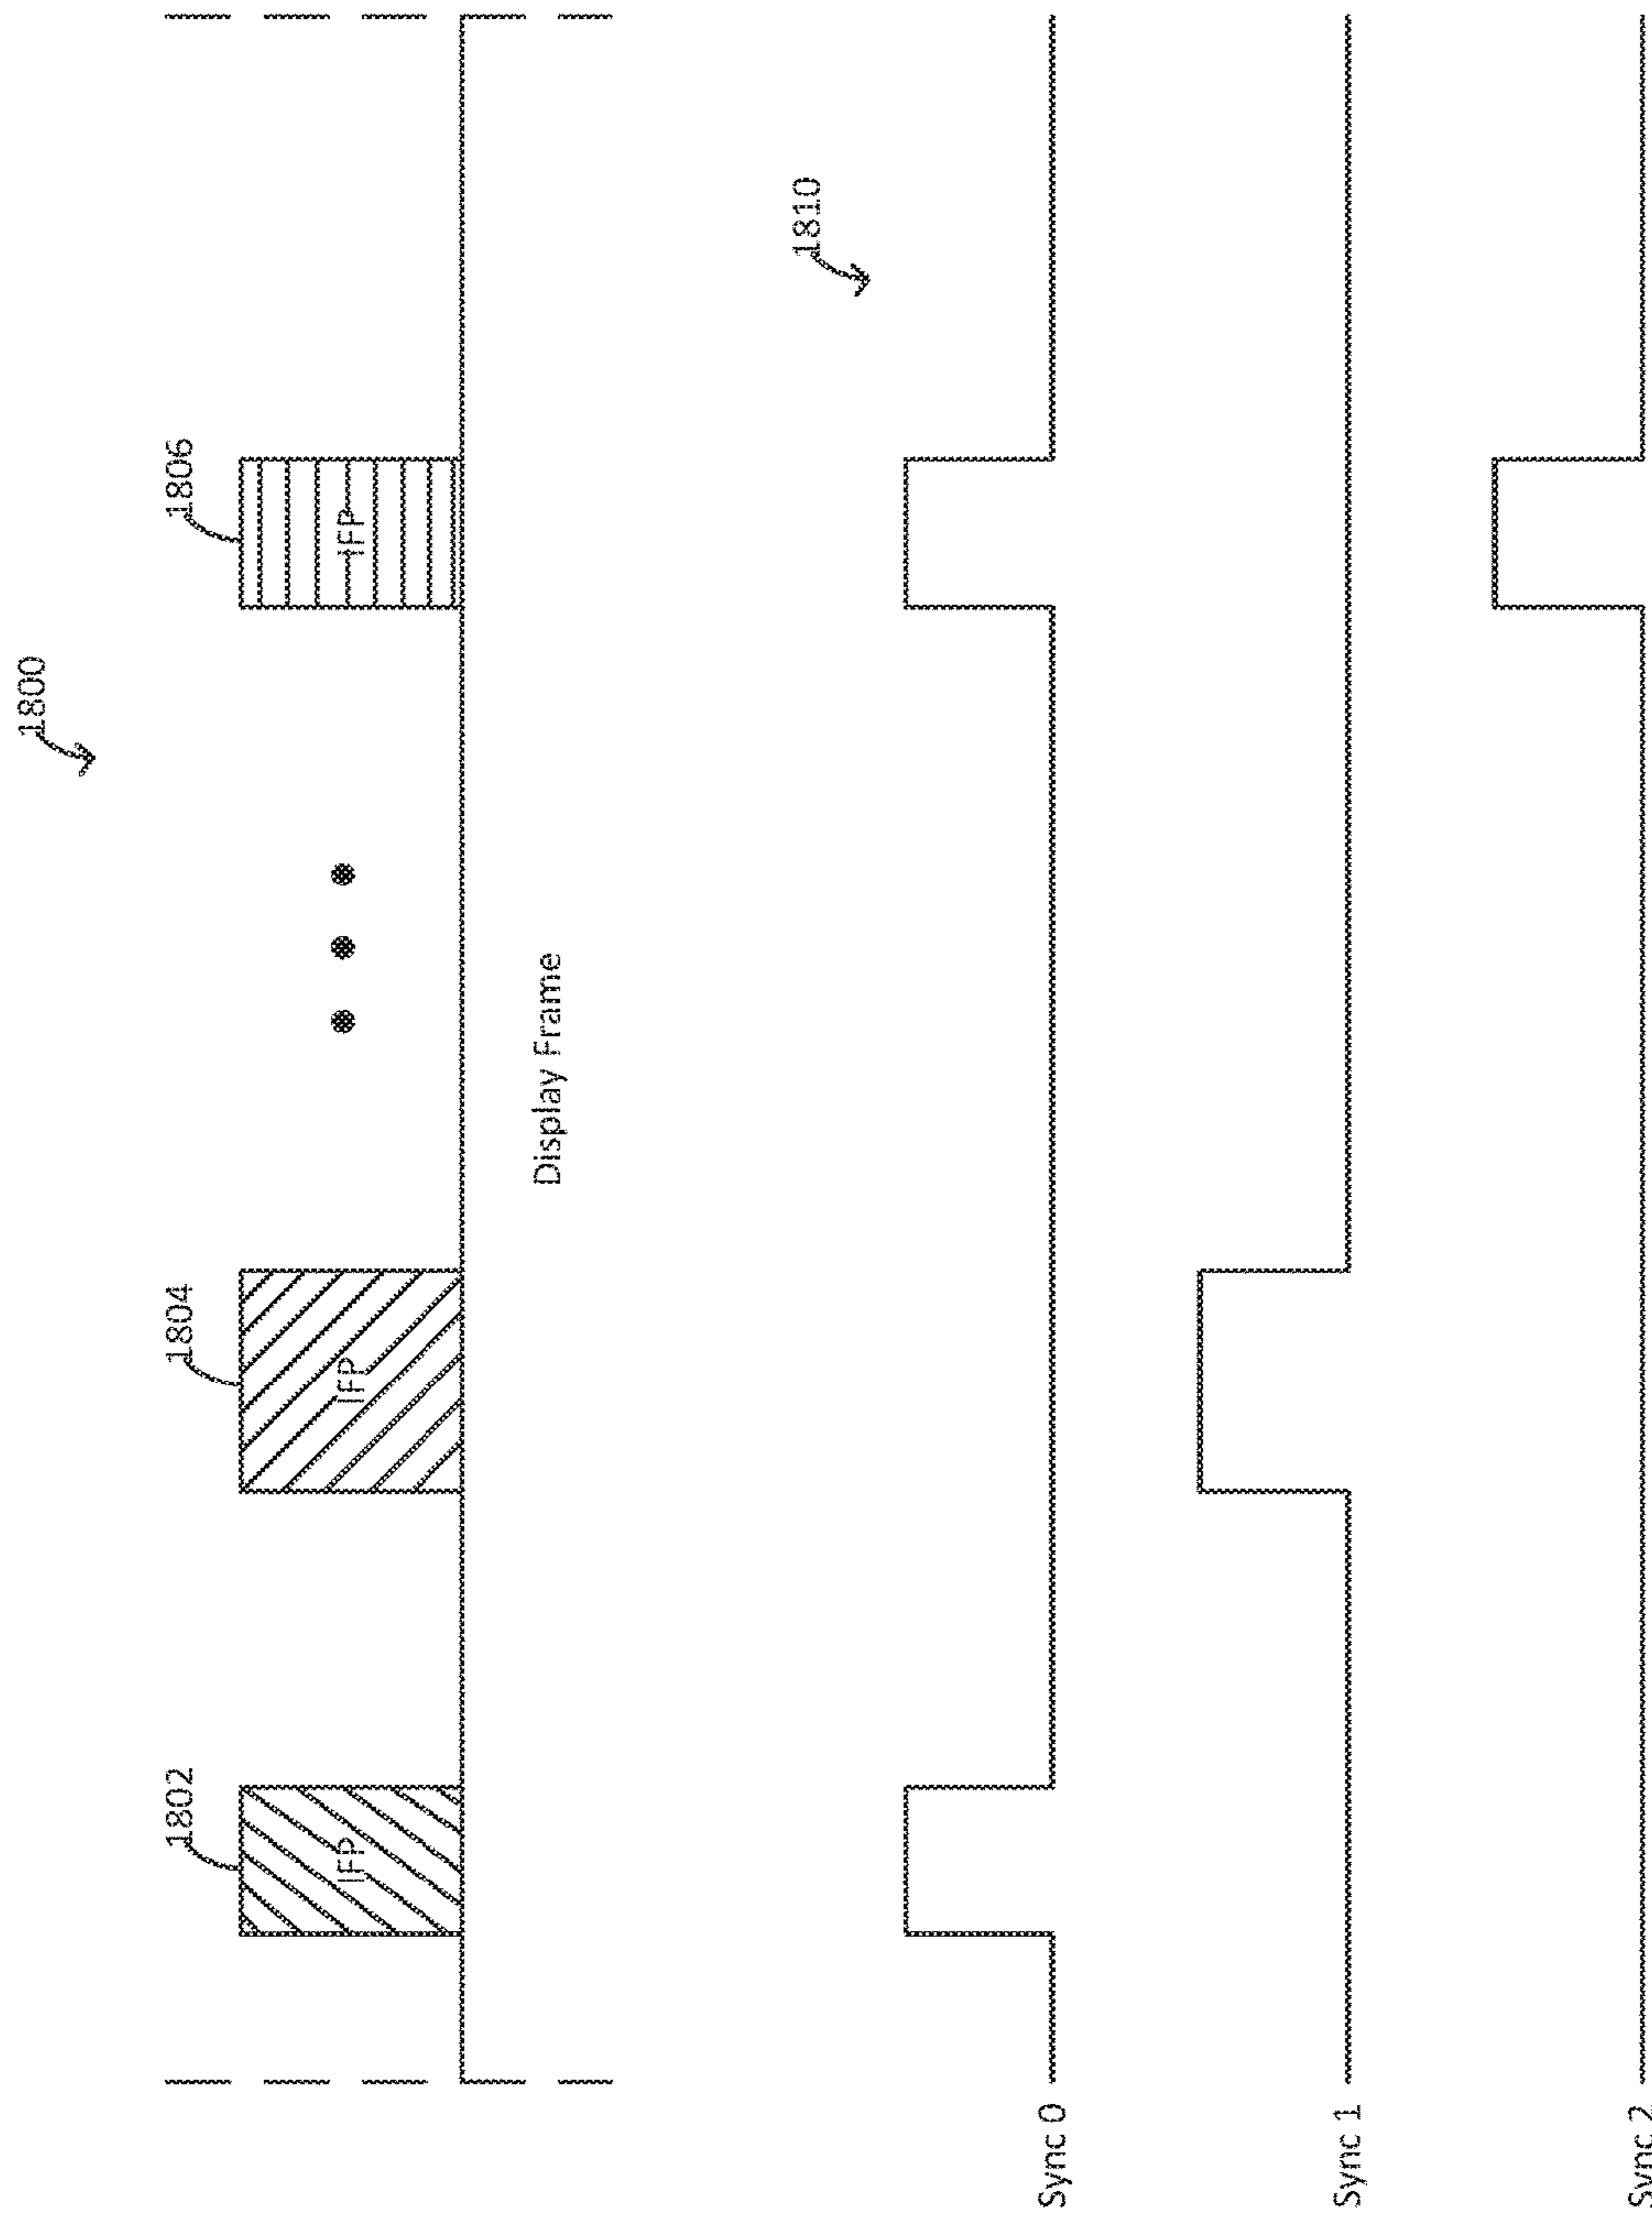 1800
1802
1804
1806
IFP
IFP
IFP
Display Frame
1810
Sync 0
Sync 1
Sync 2